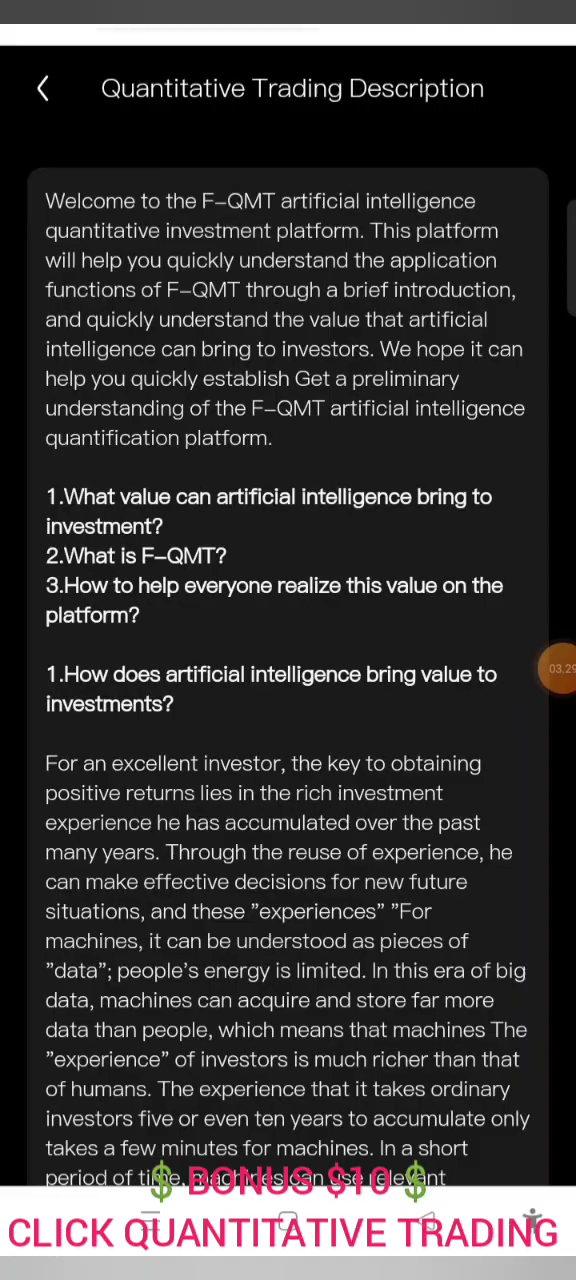 Quantitative Trading Description
Welcome to the F-QMT artificial intelligence
quantitative investment platform. This platform
will help you quickly understand the application
functions of F-QMT through a brief introduction,
and quickly understand the value that artificial
intelligence can bring to investors. We hope it can
help you quickly establish Get a preliminary
understanding of the F-QMT artificial intelligence
quantification platform.
1.What value can artificial intelligence bring to
investment?
2.What is F-QMT?
3.How to help everyone realize this value on the
platform?
1.How does artificial intelligence bring value to
investments?
03.29
For an excellent investor, the key to obtaining
positive returns lies in the rich investment
experience he has accumulated over the past
many years. Through the reuse of experience, he
can make effective decisions for new future
situations, and these "experiences" "For
machines, it can be understood as pieces of
"data"; people's energy is limited. In this era of big
data, machines can acquire and store far more
data than people, which means that machines The
"experience" of investors is much richer than that
of humans. The experience that it takes ordinary
investors five or even ten years to accumulate only
takes a few minutes for machines. In a short
period of time, machines can use relevant
💲 BONUS $10 💲
CLICK QUANTITATIVE TRADING